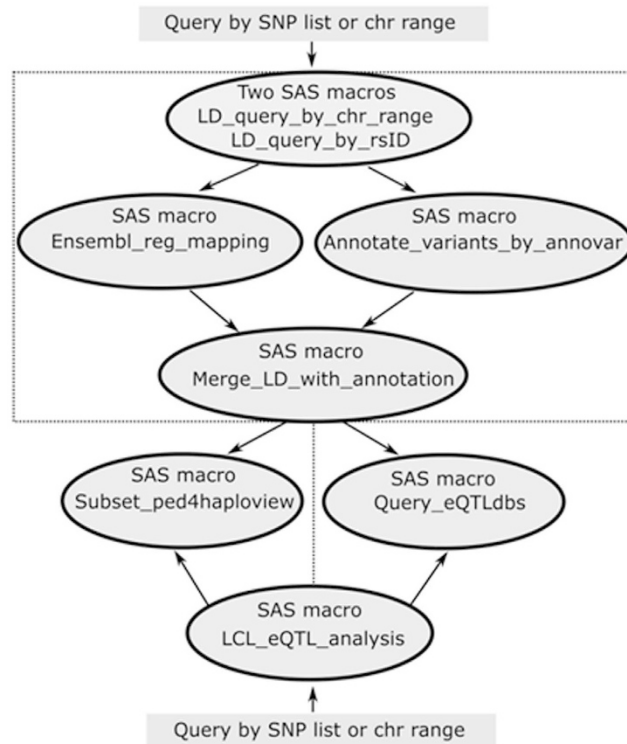 Query by SNP list or chr range
Two SAS macros
LD_query_by_chr_range
LD_query_by_rsID
SAS macro
Ensembl_reg_mapping
SAS macro
Annotate_variants_by_annovar
SAS macro
Merge_LD_with_annotation
SAS macro
Subset_ped4haploview
SAS macro
Query_eQTLdbs
SAS macro
LCL_eQTL_analysis
Query by SNP list or chr range